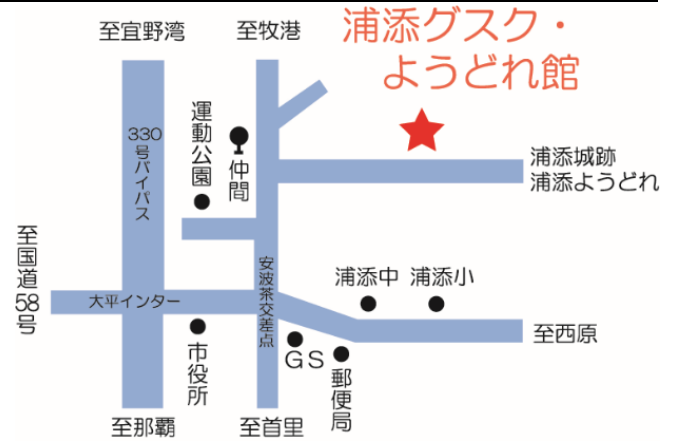 至宜野湾
至牧港
浦添グスク・
ようどれ館
330号バイパス
運動公園
仲間
浦添城跡
浦添ようどれ
至国道58号
大平インター
安波茶交差点
浦添中
浦添小
至西原
市役所
GS
郵便局
至那覇
至首里